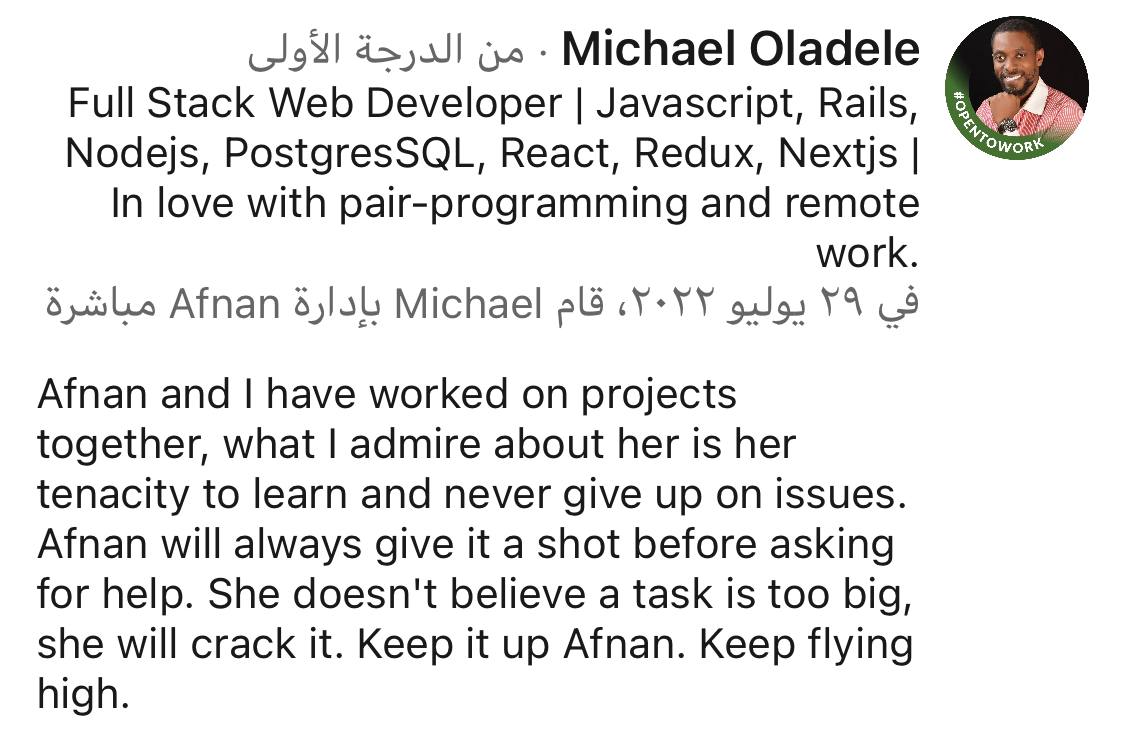 Michael Oladele · من الدرجة الأولى
Full Stack Web Developer | Javascript, Rails,
Nodejs, PostgresSQL, React, Redux, Nextjs |
In love with pair-programming and remote
work.
في ٢٩ يوليو ٢٠٢٢، قام Michael بإدارة Afnan مباشرة
Afnan and I have worked on projects
together, what I admire about her is her
tenacity to learn and never give up on issues.
Afnan will always give it a shot before asking
for help. She doesn't believe a task is too big,
she will crack it. Keep it up Afnan. Keep flying
high.
#OPENTOWORK